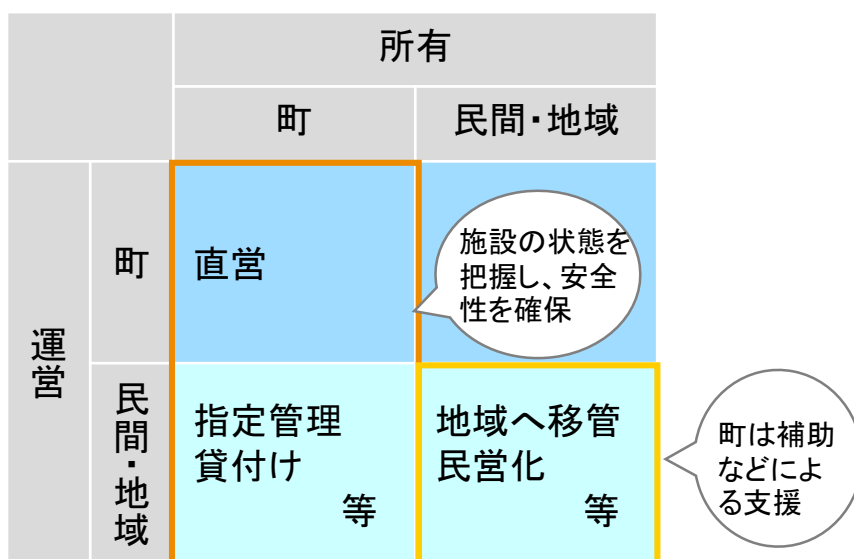 所有
町
民間・地域
運営
町
直営
施設の状態を
把握し、安全
性を確保
民間・地域
指定管理
貸付け
等
地域へ移管
民営化
等
町は補助
などによ
る支援